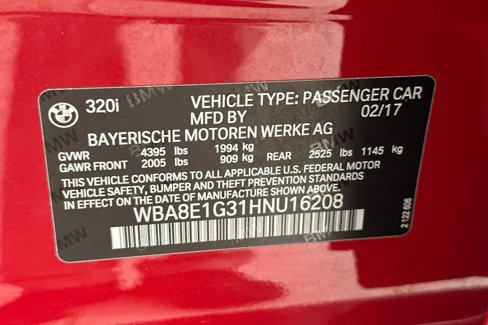 BMW 320i VEHICLE TYPE: PASSENGER CAR
MFD BY 02/17
BAYERISCHE MOTOREN WERKE AG
GVWR 4395 lbs 1994 kg
GAWR FRONT 2005 lbs 909 kg REAR 2525 lbs 1145 kg
THIS VEHICLE CONFORMS TO ALL APPLICABLE U.S. FEDERAL MOTOR
VEHICLE SAFETY, BUMPER AND THEFT PREVENTION STANDARDS
IN EFFECT ON THE DATE OF MANUFACTURE SHOWN ABOVE.
WBA8E1G31HNU16208
2 122 606